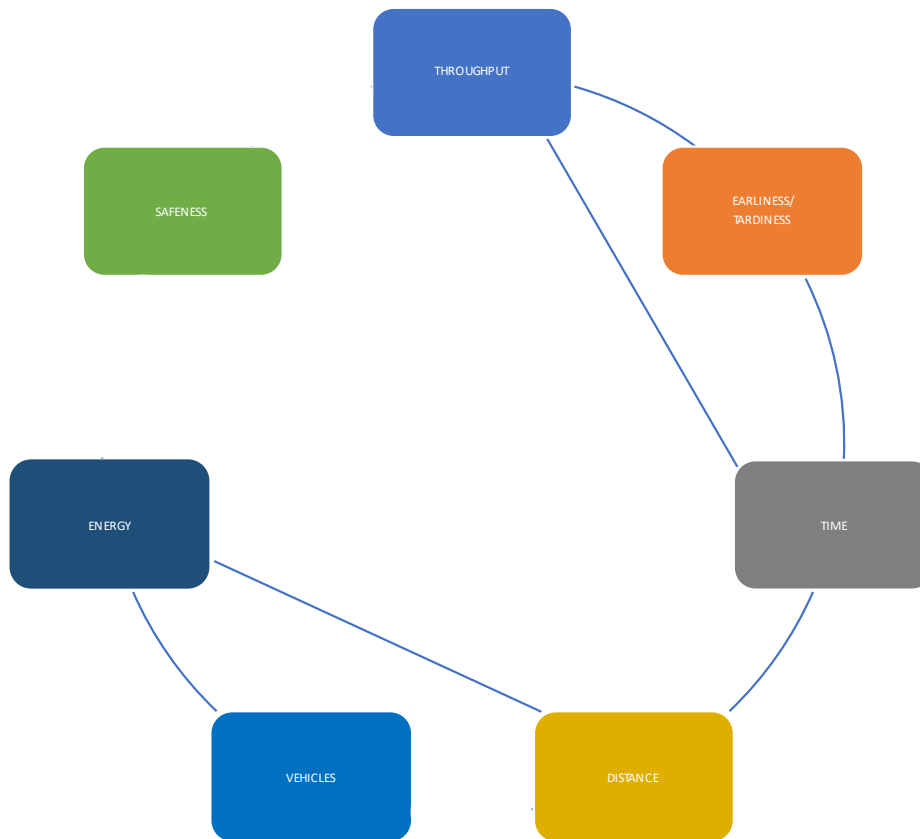 THROUGHPUT
EARLINESS/
TARDINESS
SAFENESS
ENERGY
TIME
VEHICLES
DISTANCE